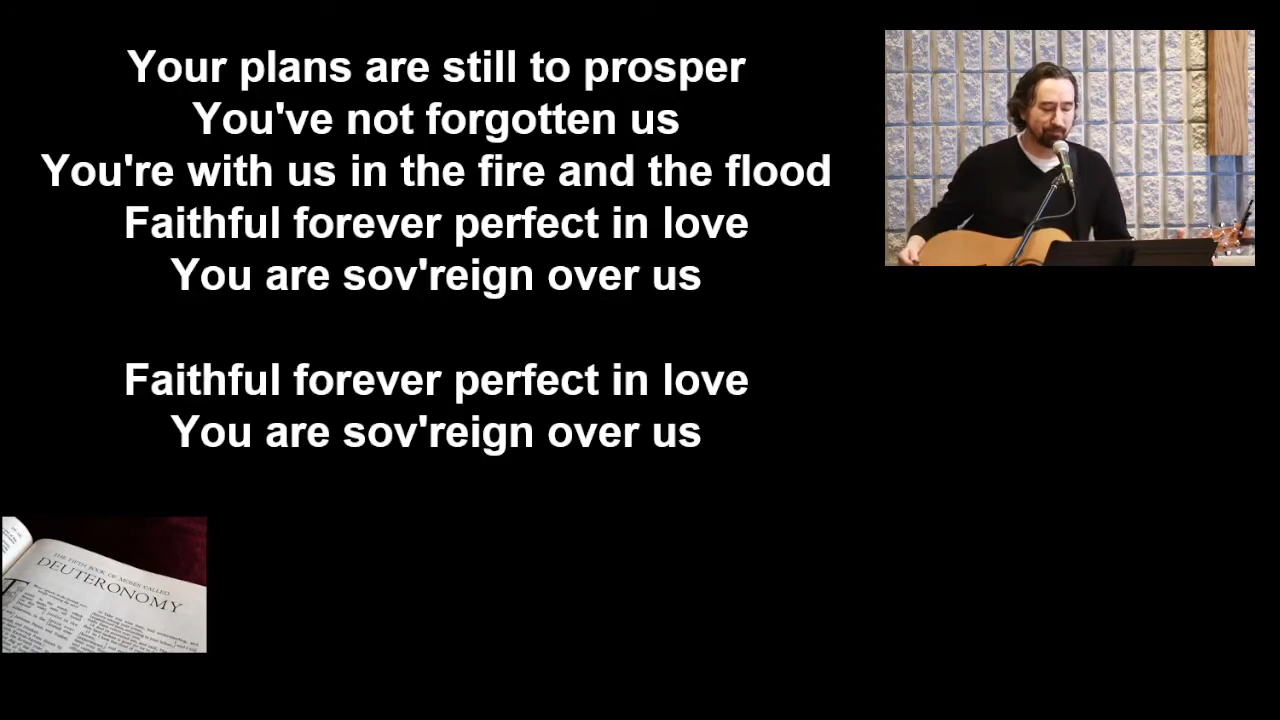 Your plans are still to prosper
You've not forgotten us
You're with us in the fire and the flood
Faithful forever perfect in love
You are sov'reign over us
Faithful forever perfect in love
You are sov'reign over us
THE FIFTH BOOK OF MOSES CALLED
DEUTERONOMY